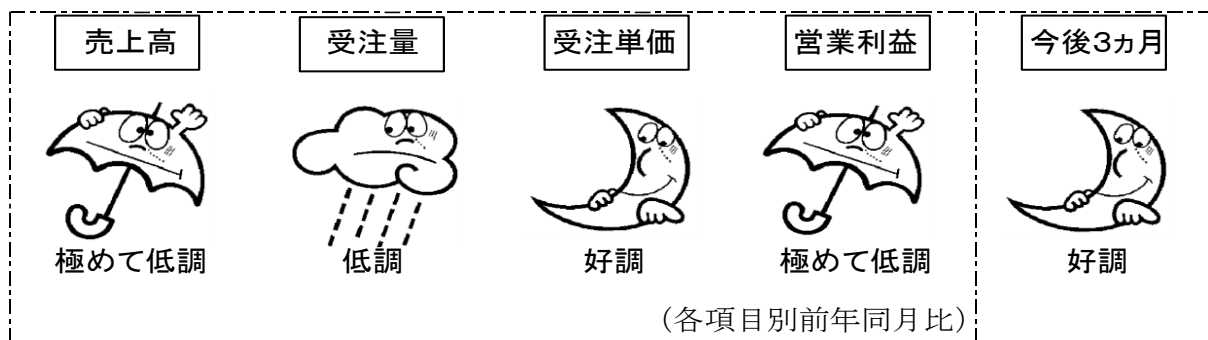 売上高 受注量 受注単価 営業利益 今後3ヵ月
極めて低調 低調 好調 極めて低調 好調
(各項目別前年同月比)